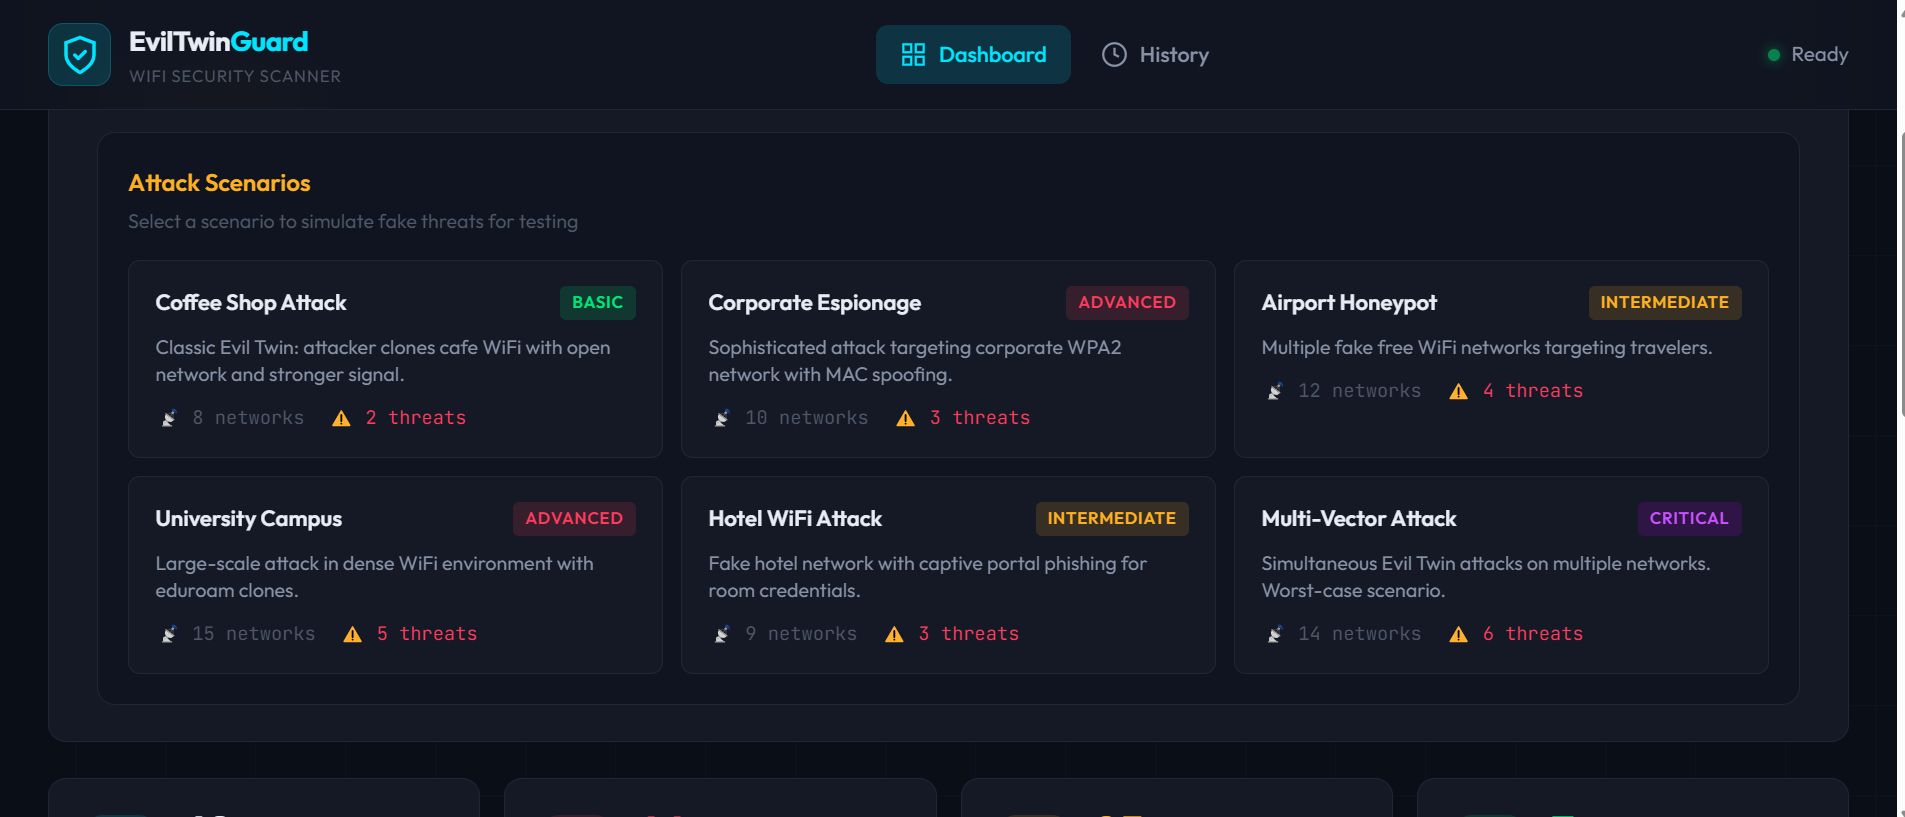 EvilTwinGuard
WIFI SECURITY SCANNER
Dashboard
History
Ready
Attack Scenarios
Select a scenario to simulate fake threats for testing
Coffee Shop Attack
BASIC
Classic Evil Twin: attacker clones cafe WiFi with open
network and stronger signal.
8 networks 2 threats
Corporate Espionage
ADVANCED
Sophisticated attack targeting corporate WPA2
network with MAC spoofing.
10 networks 3 threats
Airport Honeypot
INTERMEDIATE
Multiple fake free WiFi networks targeting travelers.
12 networks 4 threats
University Campus
ADVANCED
Large-scale attack in dense WiFi environment with
eduroam clones.
15 networks 5 threats
Hotel WiFi Attack
INTERMEDIATE
Fake hotel network with captive portal phishing for
room credentials.
9 networks 3 threats
Multi-Vector Attack
CRITICAL
Simultaneous Evil Twin attacks on multiple networks.
Worst-case scenario.
14 networks 6 threats